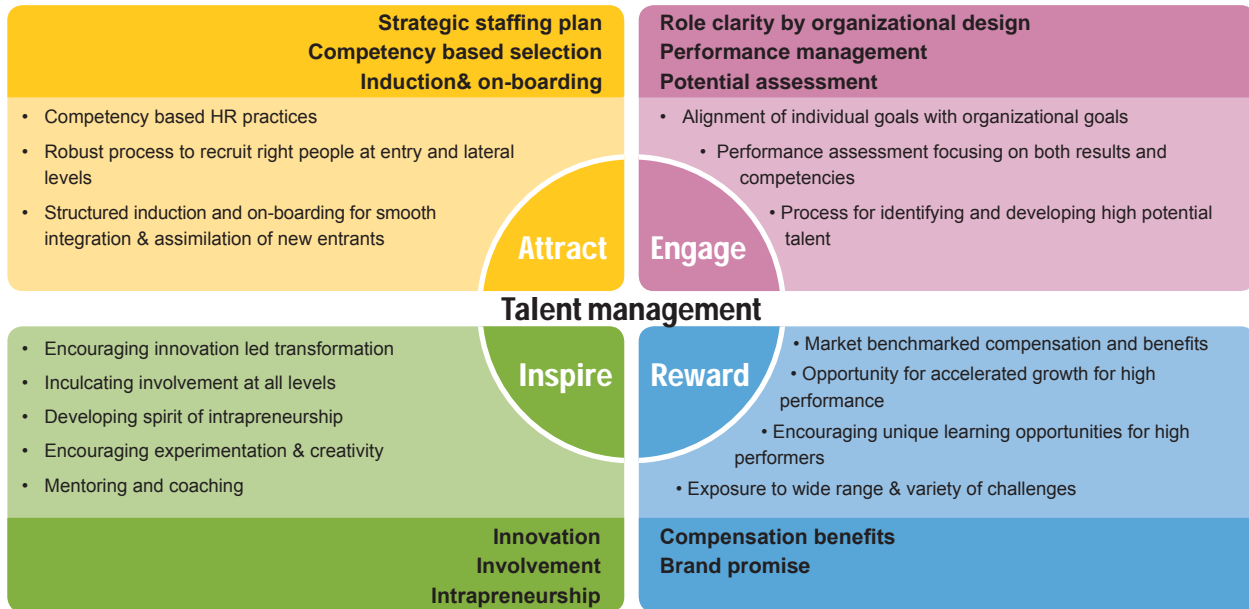 Strategic staffing plan
Competency based selection
Induction& on-boarding
• Competency based HR practices
• Robust process to recruit right people at entry and lateral
levels
• Structured induction and on-boarding for smooth
integration & assimilation of new entrants
Attract
Role clarity by organizational design
Performance management
Potential assessment
• Alignment of individual goals with organizational goals
• Performance assessment focusing on both results and
competencies
• Process for identifying and developing high potential
talent
Engage
Talent management
• Encouraging innovation led transformation
• Inculcating involvement at all levels
• Developing spirit of intrapreneurship
• Encouraging experimentation & creativity
• Mentoring and coaching
Inspire
Innovation
Involvement
Intrapreneurship
Reward
• Market benchmarked compensation and benefits
• Opportunity for accelerated growth for high
performance
• Encouraging unique learning opportunities for high
performers
• Exposure to wide range & variety of challenges
Compensation benefits
Brand promise